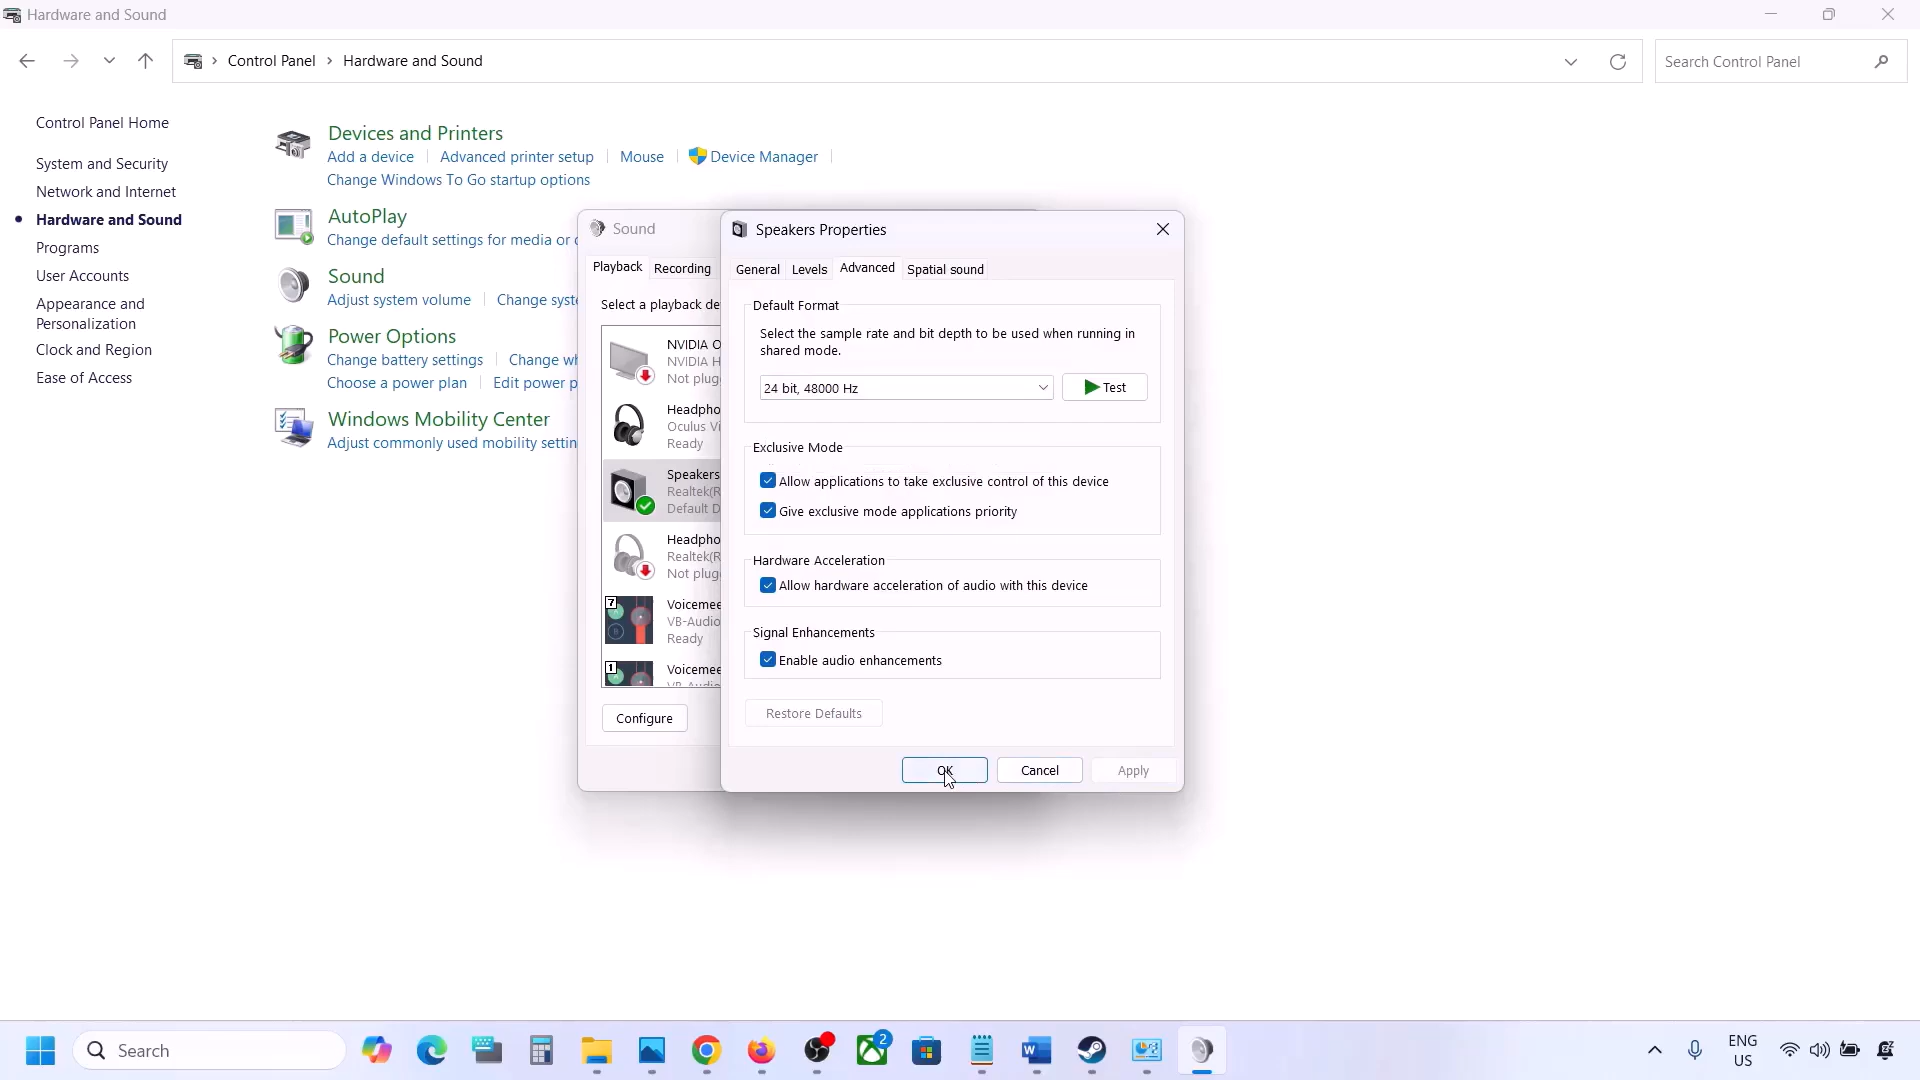 Hardware and Sound
Control Panel > Hardware and Sound
Search Control Panel
Control Panel Home
System and Security
Network and Internet
Hardware and Sound
Programs
User Accounts
Appearance and
Personalization
Clock and Region
Ease of Access
Devices and Printers
Add a device
Advanced printer setup
Mouse
Device Manager
Change Windows To Go startup options
AutoPlay
Change default settings for media or
Sound
Adjust system volume
Change syst
Power Options
Change battery settings
Change wh
Choose a power plan
Edit power p
Windows Mobility Center
Adjust commonly used mobility settin
Sound
Playback
Recording
Select a playback de
NVIDIA O
NVIDIA H
Not plug
Headpho
Oculus Vi
Ready
Speakers
Realtek(R
Default D
Headpho
Realtek(R
Not plug
7
Voicemee
VB-Audio
Ready
1
Voicemee
Configure
Speakers Properties
General
Levels
Advanced
Spatial sound
Default Format
Select the sample rate and bit depth to be used when running in
shared mode.
24 bit, 48000 Hz
Test
Exclusive Mode
Allow applications to take exclusive control of this device
Give exclusive mode applications priority
Hardware Acceleration
Allow hardware acceleration of audio with this device
Signal Enhancements
Enable audio enhancements
Restore Defaults
OK
Cancel
Apply
Search
2
ENG
US